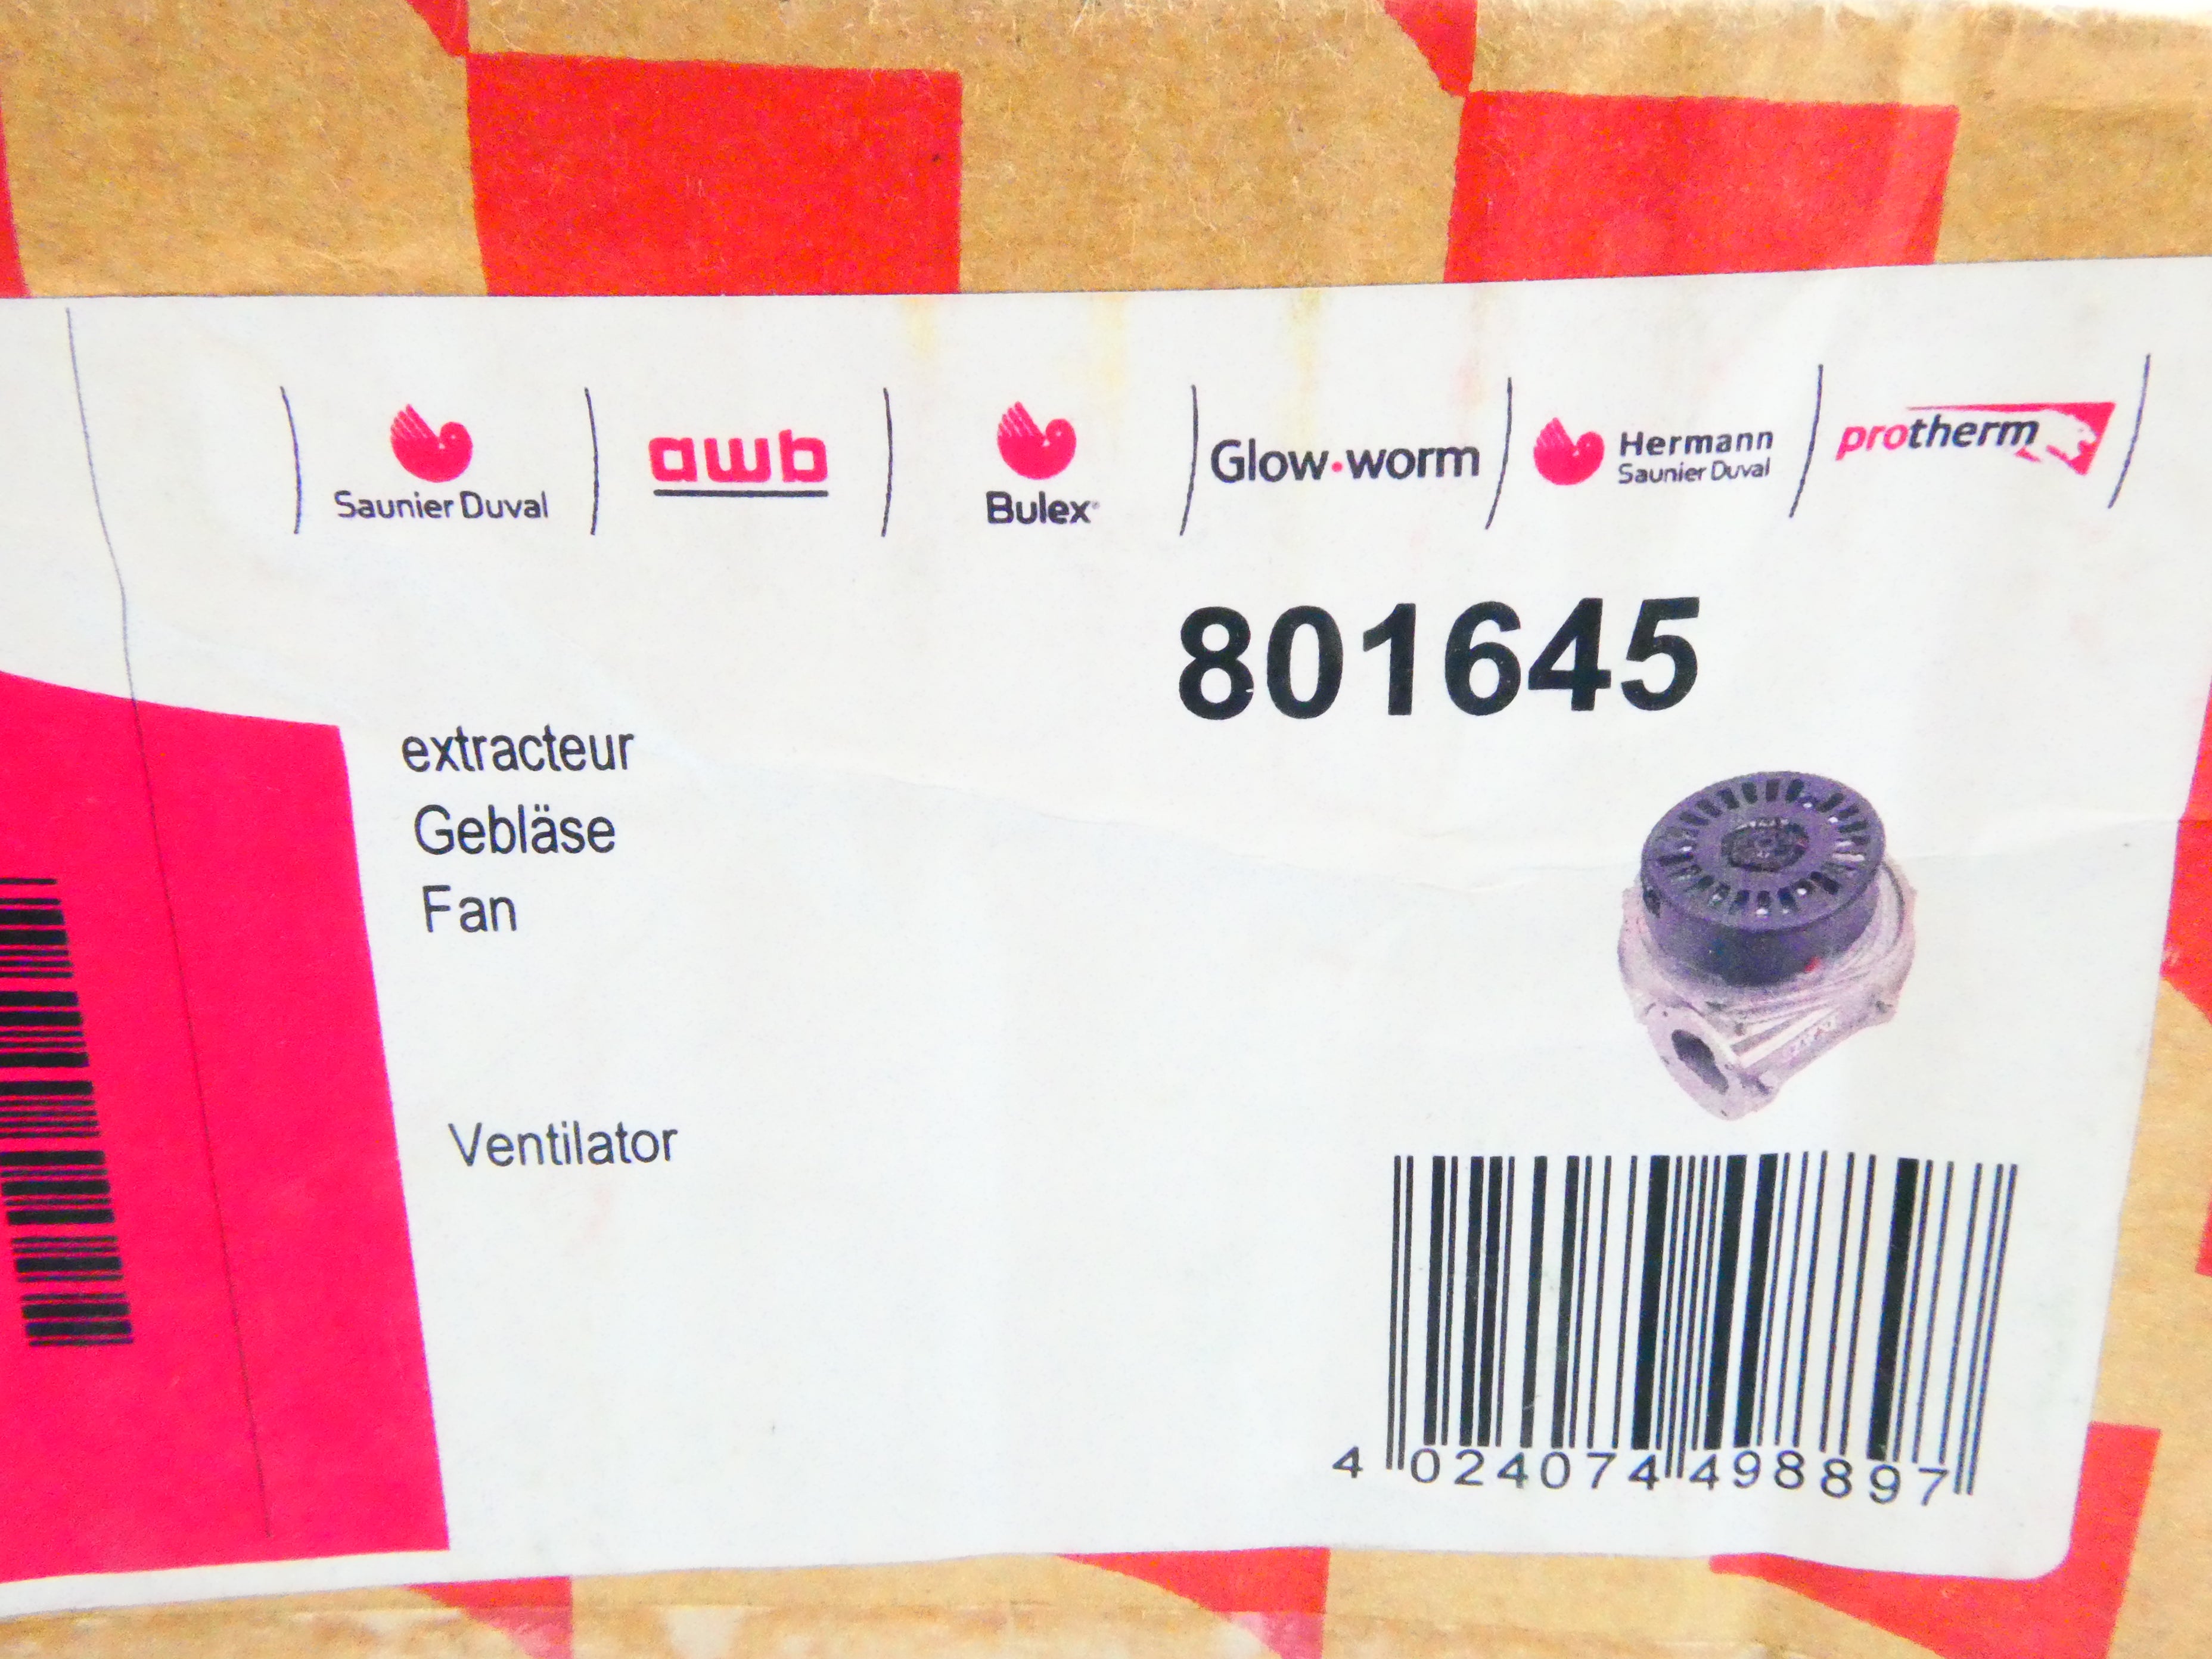 Saunier Duval
awb
Bulex
Glow·worm
Hermann
Saunier Duval
protherm
801645
extracteur
Gebläse
Fan
Ventilator
4 024074 498897